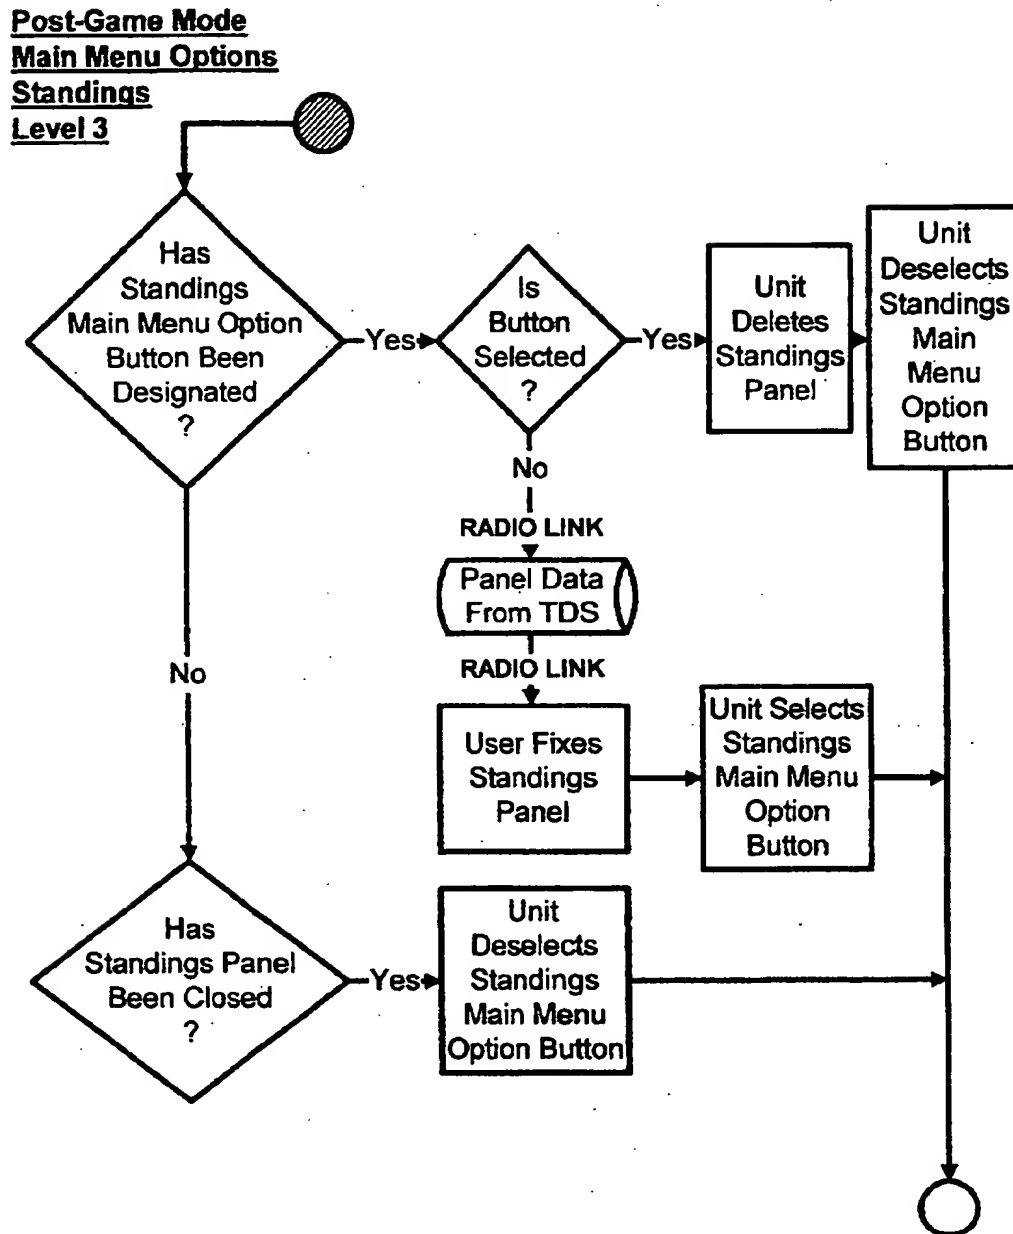 Post-Game Mode
Main Menu Options
Standings
Level 3
Has
Standings
Main Menu Option
Button Been
Designated
?
Yes
Is
Button
Selected
?
Yes
Unit
Deletes
Standings
Panel
Unit
Deselects
Standings
Main
Menu
Option
Button
No
RADIO LINK
Panel Data
From TDS
RADIO LINK
User Fixes
Standings
Panel
Unit Selects
Standings
Main Menu
Option
Button
No
Has
Standings Panel
Been Closed
?
Yes
Unit
Deselects
Standings
Main Menu
Option Button